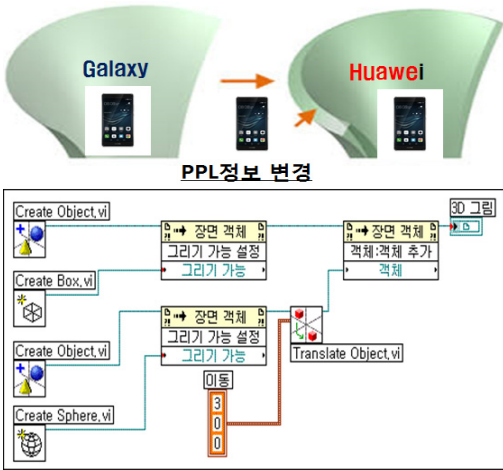 Galaxy
Huawei
PPL정보 변경
3D 그림
Create Object.vi
장면 객체
장면 객체
그리기 가능 설정
객체:객체 추가
그리기 가능
객체
Create Box.vi
장면 객체
Create Object.vi
그리기 가능 설정
Translate Object.vi
그리기 가능
이동
3
0
0
Create Sphere.vi